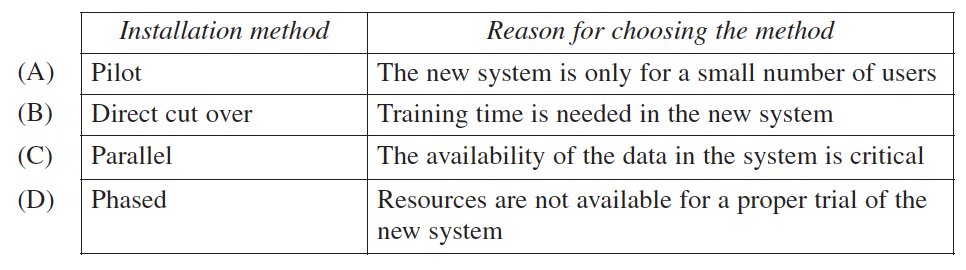 Installation method Reason for choosing the method
(A) Pilot The new system is only for a small number of users
(B) Direct cut over Training time is needed in the new system
(C) Parallel The availability of the data in the system is critical
(D) Phased Resources are not available for a proper trial of the
new system